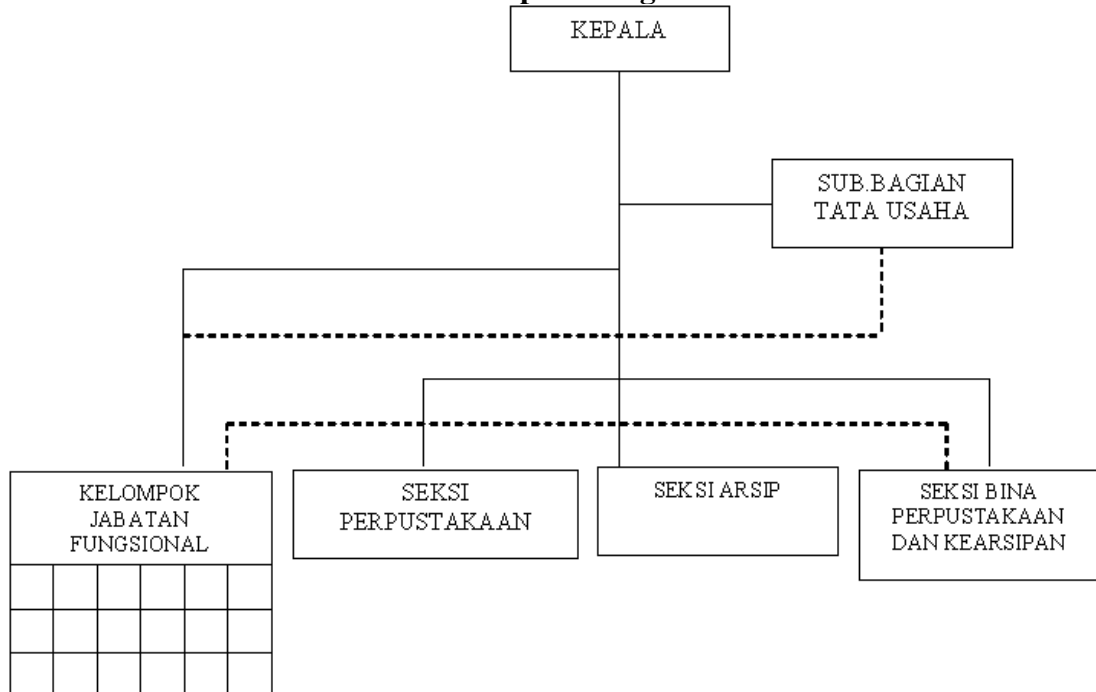 KEPALA
SUB.BAGIAN
TATA USAHA
KELOMPOK
JABATAN
FUNGSIONAL
SEKSI
PERPUSTAKAAN
SEKSI ARSIP
SEKSI BINA
PERPUSTAKAAN
DAN KEARSIPAN